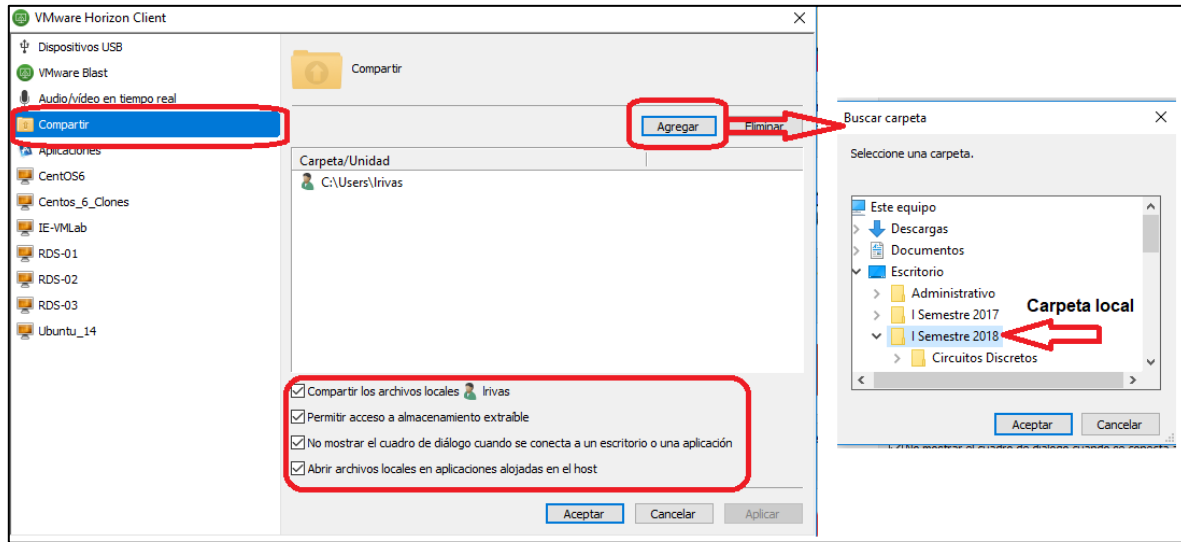 VMware Horizon Client
Dispositivos USB
VMware Blast
Audio/vídeo en tiempo real
Compartir
Aplicaciones
CentOS6
Centos_6_Clones
IE-VMLab
RDS-01
RDS-02
RDS-03
Ubuntu_14
Compartir
Agregar
Eliminar
Carpeta/Unidad
C:\Users\lrivas
Compartir los archivos locales lrivas
Permitir acceso a almacenamiento extraíble
No mostrar el cuadro de diálogo cuando se conecta a un escritorio o una aplicación
Abrir archivos locales en aplicaciones alojadas en el host
Aceptar Cancelar Aplicar
Buscar carpeta
Seleccione una carpeta.
Este equipo
Descargas
Documentos
Escritorio
Administrativo
I Semestre 2017
Carpeta local
I Semestre 2018
Circuitos Discretos
Aceptar Cancelar